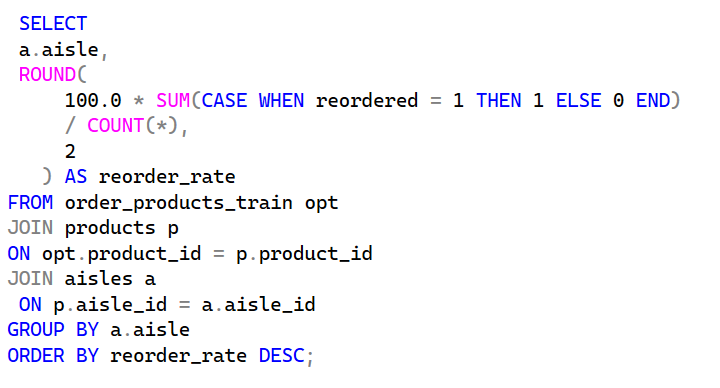 SELECT
a.aisle,
ROUND(
100.0 * SUM(CASE WHEN reordered = 1 THEN 1 ELSE 0 END)
/ COUNT(*),
2
) AS reorder_rate
FROM order_products_train opt
JOIN products p
ON opt.product_id = p.product_id
JOIN aisles a
ON p.aisle_id = a.aisle_id
GROUP BY a.aisle
ORDER BY reorder_rate DESC;